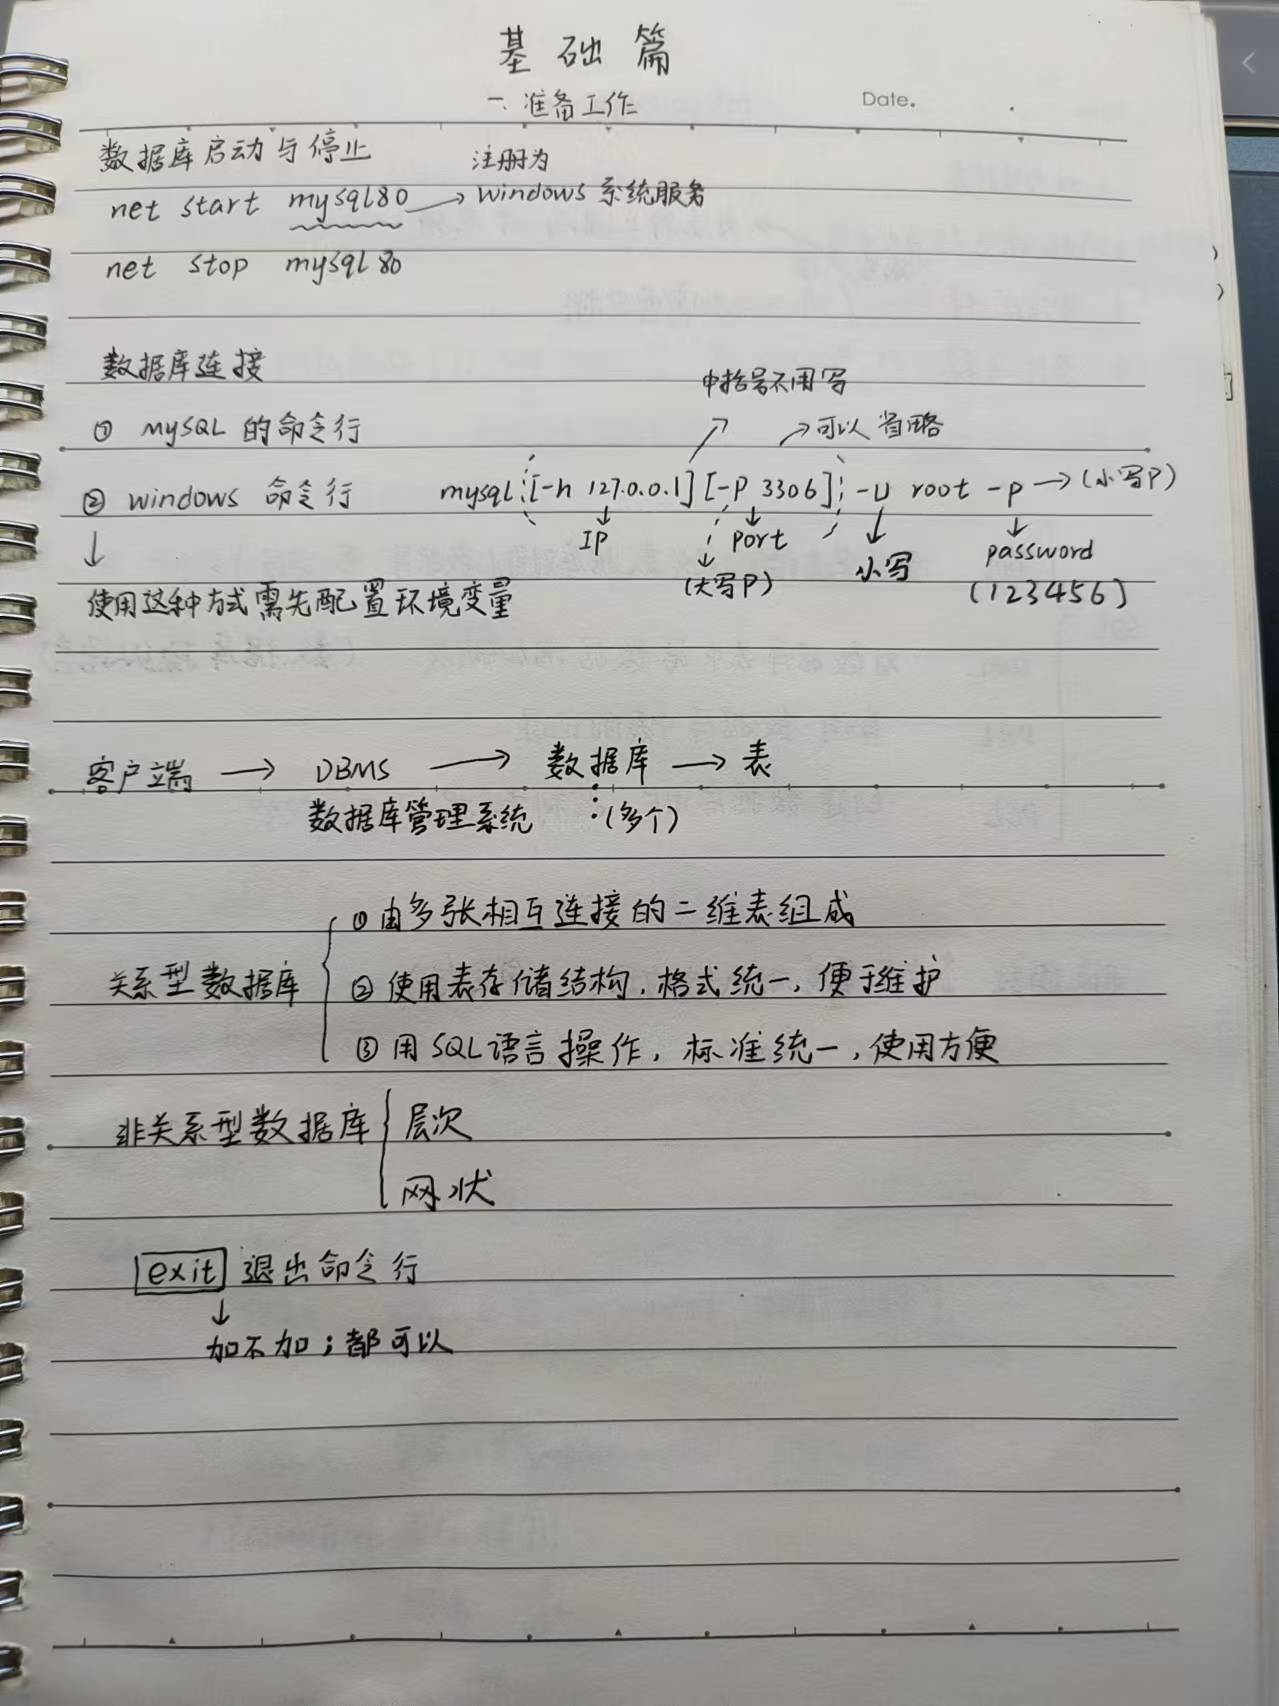 基础篇
一、准备工作
Date.
数据库启动与停止
注册为
net start mysql80 → windows 系统服务
net stop mysql80
数据库连接
中括号不用写
① MySQL 的命令行
→可以省略
② windows 命令行 mysql [-h 127.0.0.1] [-P 3306] -u root -p → (小写P)
IP
port
(大写P)
小写
password
(123456)
使用这种方式需先配置环境变量
客户端 → DBMS → 数据库 → 表
数据库管理系统
(多个)
关系型数据库
①由多张相互连接的二维表组成
② 使用表存储结构,格式统一,便于维护
③ 用SQL语言操作,标准统一,使用方便
非关系型数据库
层次
网状
exit 退出命令行
加不加;都可以